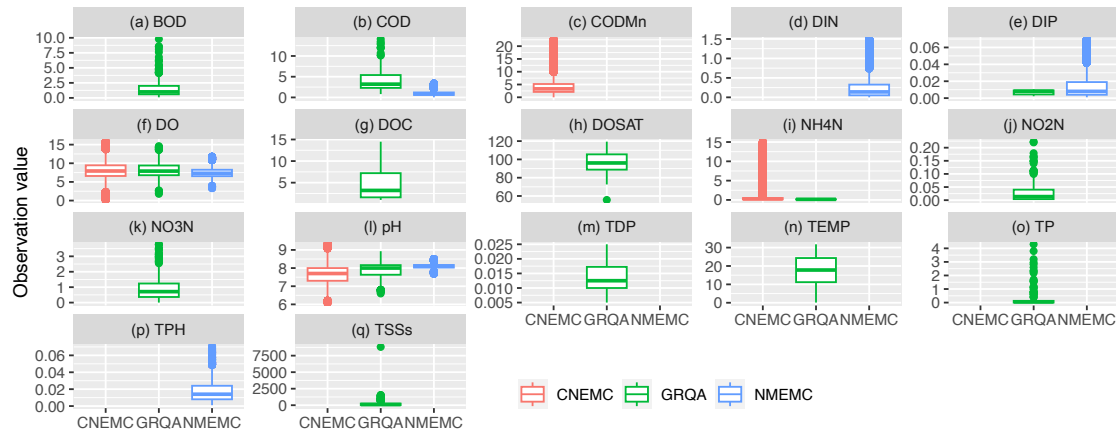 (a) BOD
(b) COD
(c) CODMn
(d) DIN
(e) DIP
10.0
7.5
5.0
2.5
0.0
10
5
0
20
15
10
5
0
1.5
1.0
0.5
0.0
0.06
0.04
0.02
0.00
(f) DO
(g) DOC
(h) DOSAT
(i) NH4N
(j) NO2N
15
10
5
0
10
5
120
100
80
60
15
10
5
0
0.20
0.15
0.10
0.05
0.00
(k) NO3N
(l) pH
(m) TDP
(n) TEMP
(o) TP
3
2
1
0
9
8
7
6
0.025
0.020
0.015
0.010
0.005
30
20
10
0
4
3
2
1
0
CNEMC GRQA NMEMC
CNEMC GRQA NMEMC
CNEMC GRQA NMEMC
(p) TPH
(q) TSSs
0.06
0.04
0.02
0.00
7500
5000
2500
0
CNEMC GRQA NMEMC
CNEMC GRQA NMEMC
Observation value
CNEMC
GRQA
NMEMC